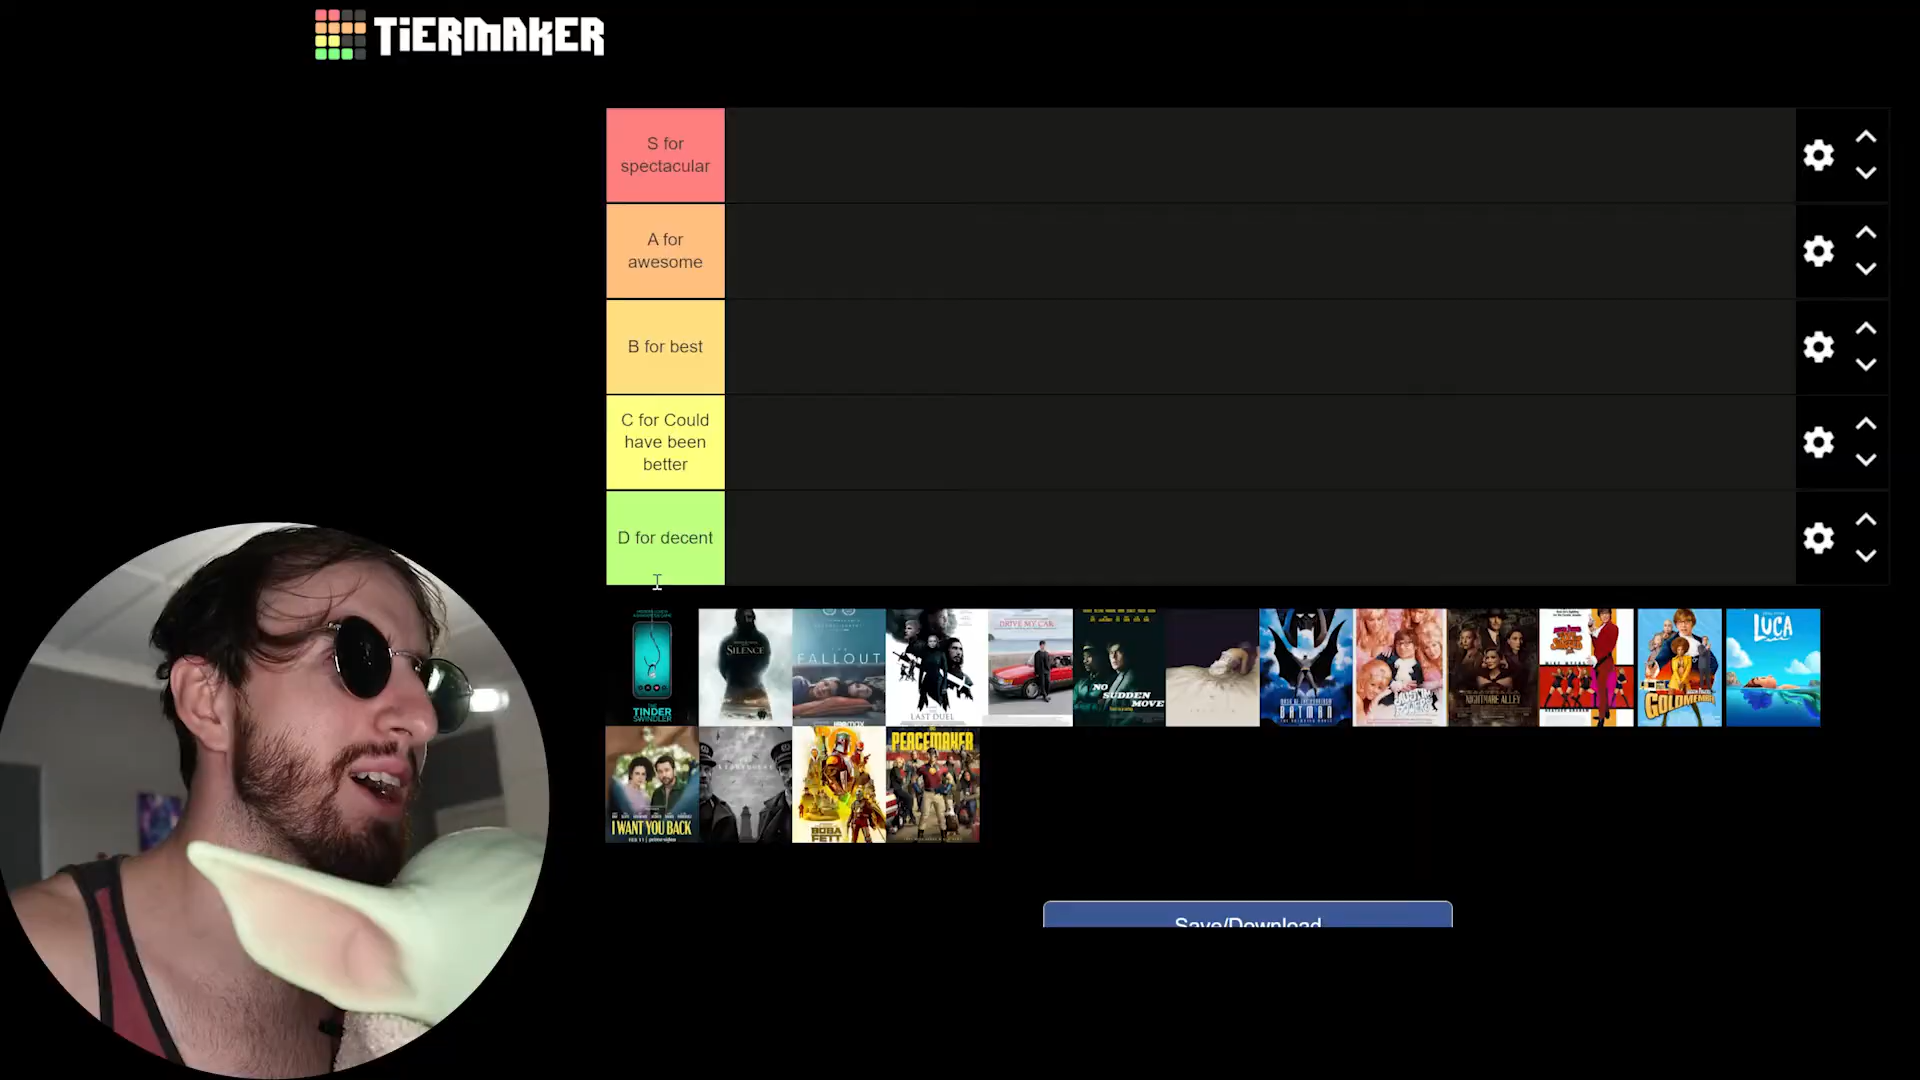 TiERMAKER
S for
spectacular
A for
awesome
B for best
C for Could
have been
better
D for decent
TINDER
SWINDLER
SILENCE
FALLOUT
HBOMAX
LAST DUEL
DRIVE MY CAR
NO
SUDDEN
MOVE
BATMAN
NIGHTMARE ALLEY
GOLDMEMBER
LUCA
I WANT YOU BACK
BOBA
FETT
PEACEMAKER
Save/Download